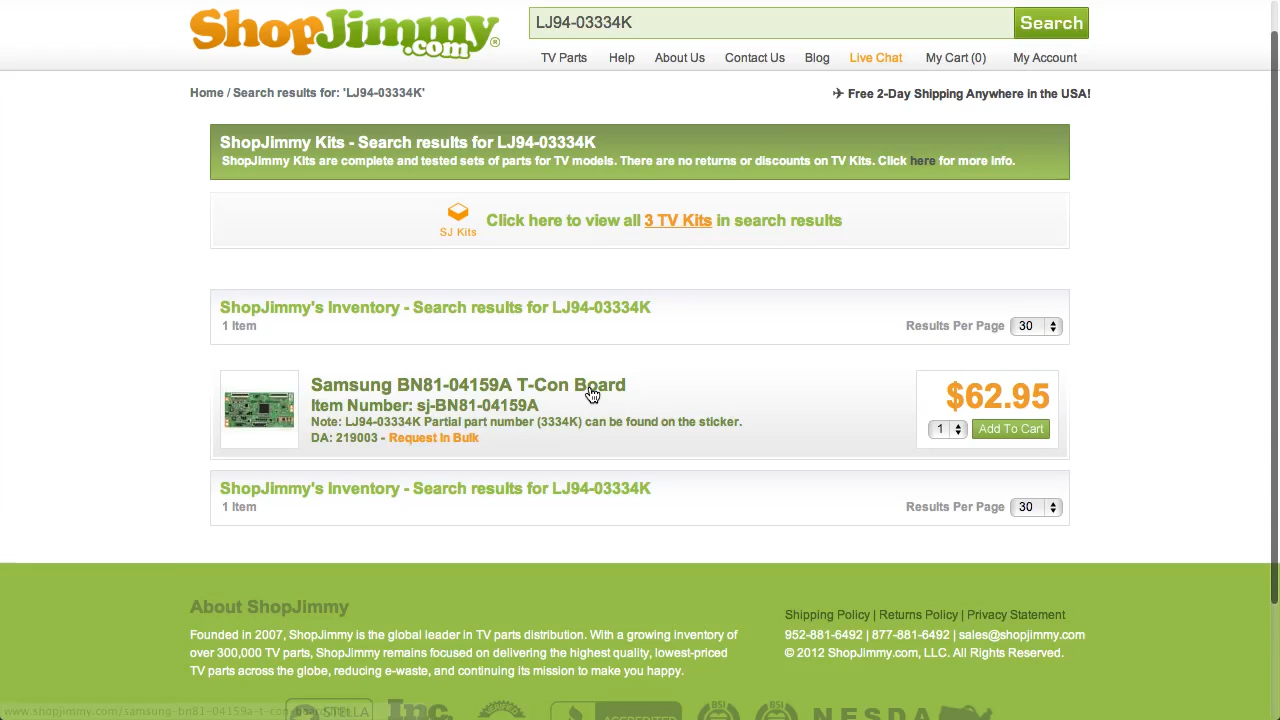 ShopJimmy.com®
LJ94-03334K
Search
TV Parts Help About Us Contact Us Blog Live Chat My Cart (0) My Account
Home / Search results for: 'LJ94-03334K'
✈ Free 2-Day Shipping Anywhere in the USA!
ShopJimmy Kits - Search results for LJ94-03334K
ShopJimmy Kits are complete and tested sets of parts for TV models. There are no returns or discounts on TV Kits. Click here for more info.
SJ Kits
Click here to view all 3 TV Kits in search results
ShopJimmy's Inventory - Search results for LJ94-03334K
1 Item
Results Per Page 30
Samsung BN81-04159A T-Con Board
Item Number: sj-BN81-04159A
Note: LJ94-03334K Partial part number (3334K) can be found on the sticker.
DA: 219003 - Request In Bulk
$62.95
1 Add To Cart
ShopJimmy's Inventory - Search results for LJ94-03334K
1 Item
Results Per Page 30
About ShopJimmy
Founded in 2007, ShopJimmy is the global leader in TV parts distribution. With a growing inventory of
over 300,000 TV parts, ShopJimmy remains focused on delivering the highest quality, lowest-priced
TV parts across the globe, reducing e-waste, and continuing its mission to make you happy.
Shipping Policy | Returns Policy | Privacy Statement
952-881-6492 | 877-881-6492 | sales@shopjimmy.com
© 2012 ShopJimmy.com, LLC. All Rights Reserved.
STELLA
Inc.
ACCREDITED
BSI
BSI
NESDA